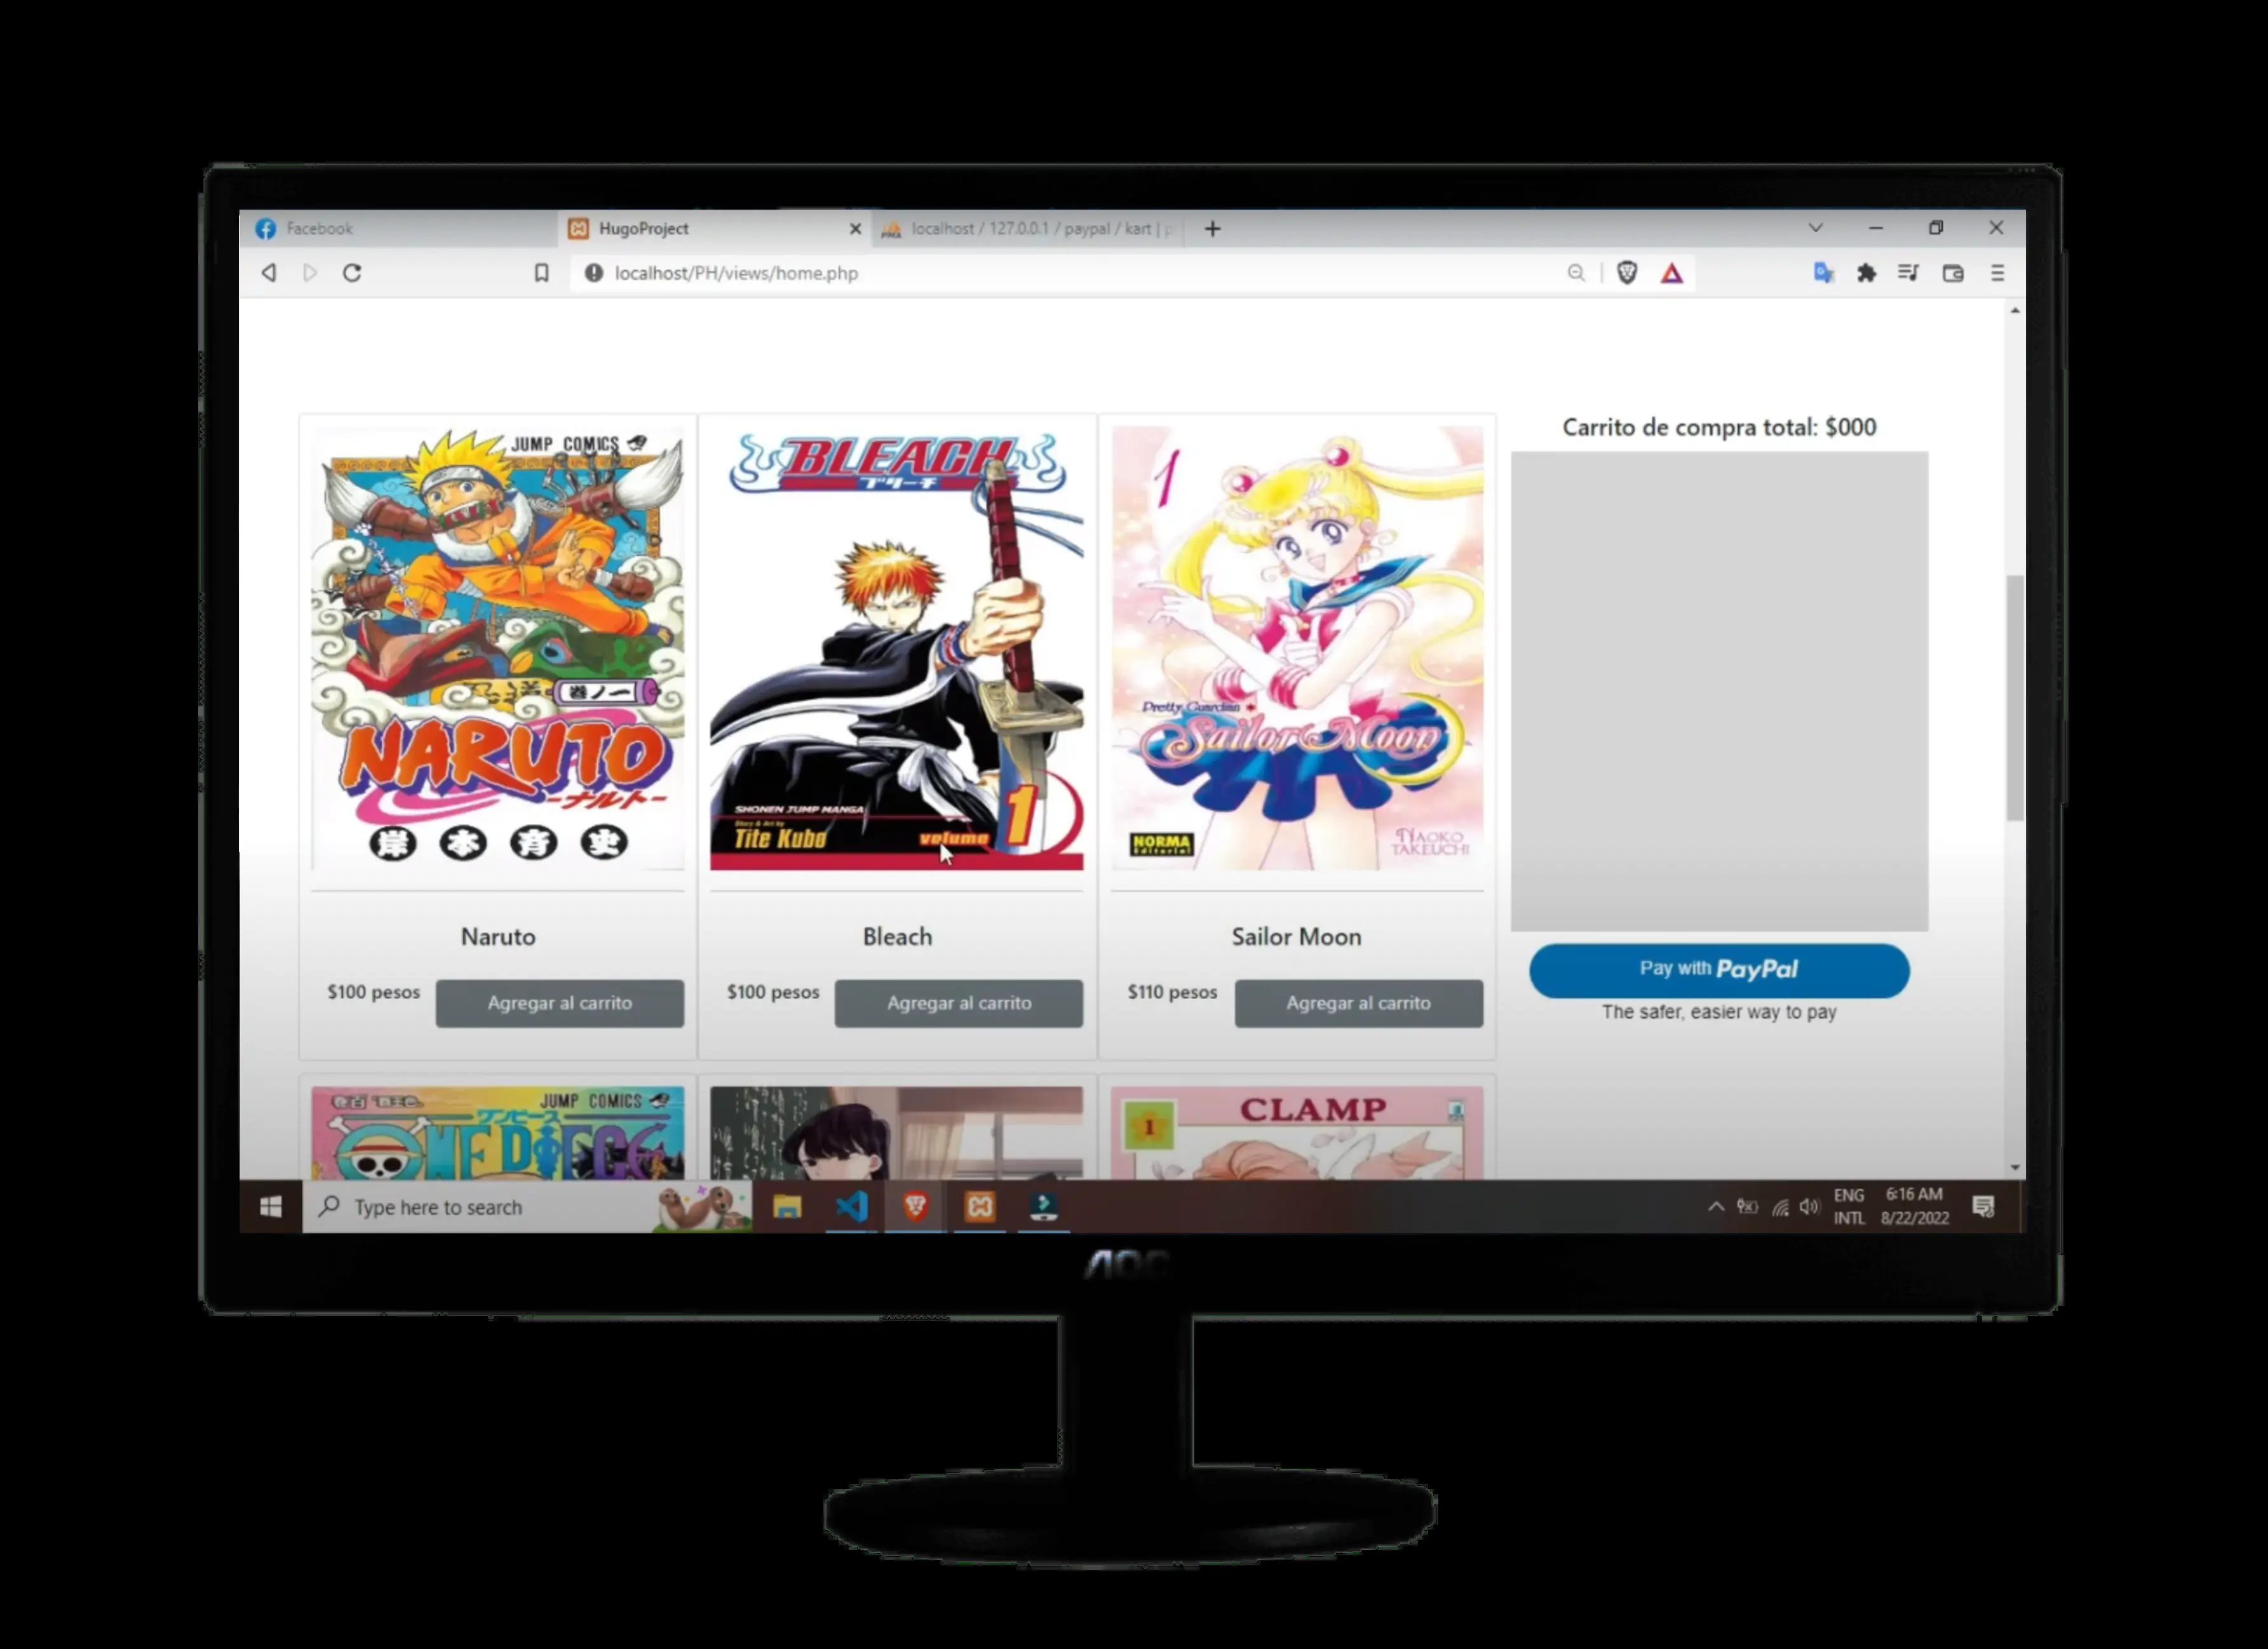 Facebook
HugoProject
localhost / 127.0.0.1 / paypal / kart | p
localhost/PH/views/home.php
Carrito de compra total: $000
JUMP COMICS
巻ノ一
NARUTO
-ナルト-
岸本斉史
BLEACH
ブリーチ
SHONEN JUMP MANGA
Story & Art by
Tite Kubo
volume 1
1
Pretty Guardian
Sailor Moon
NORMA
Editorial
NAOKO
TAKEUCHI
Naruto
$100 pesos
Agregar al carrito
Bleach
$100 pesos
Agregar al carrito
Sailor Moon
$110 pesos
Agregar al carrito
Pay with PayPal
The safer, easier way to pay
JUMP COMICS
ワンピース
ONE PIECE
1
CLAMP
Type here to search
ENG
INTL
6:16 AM
8/22/2022
AOC